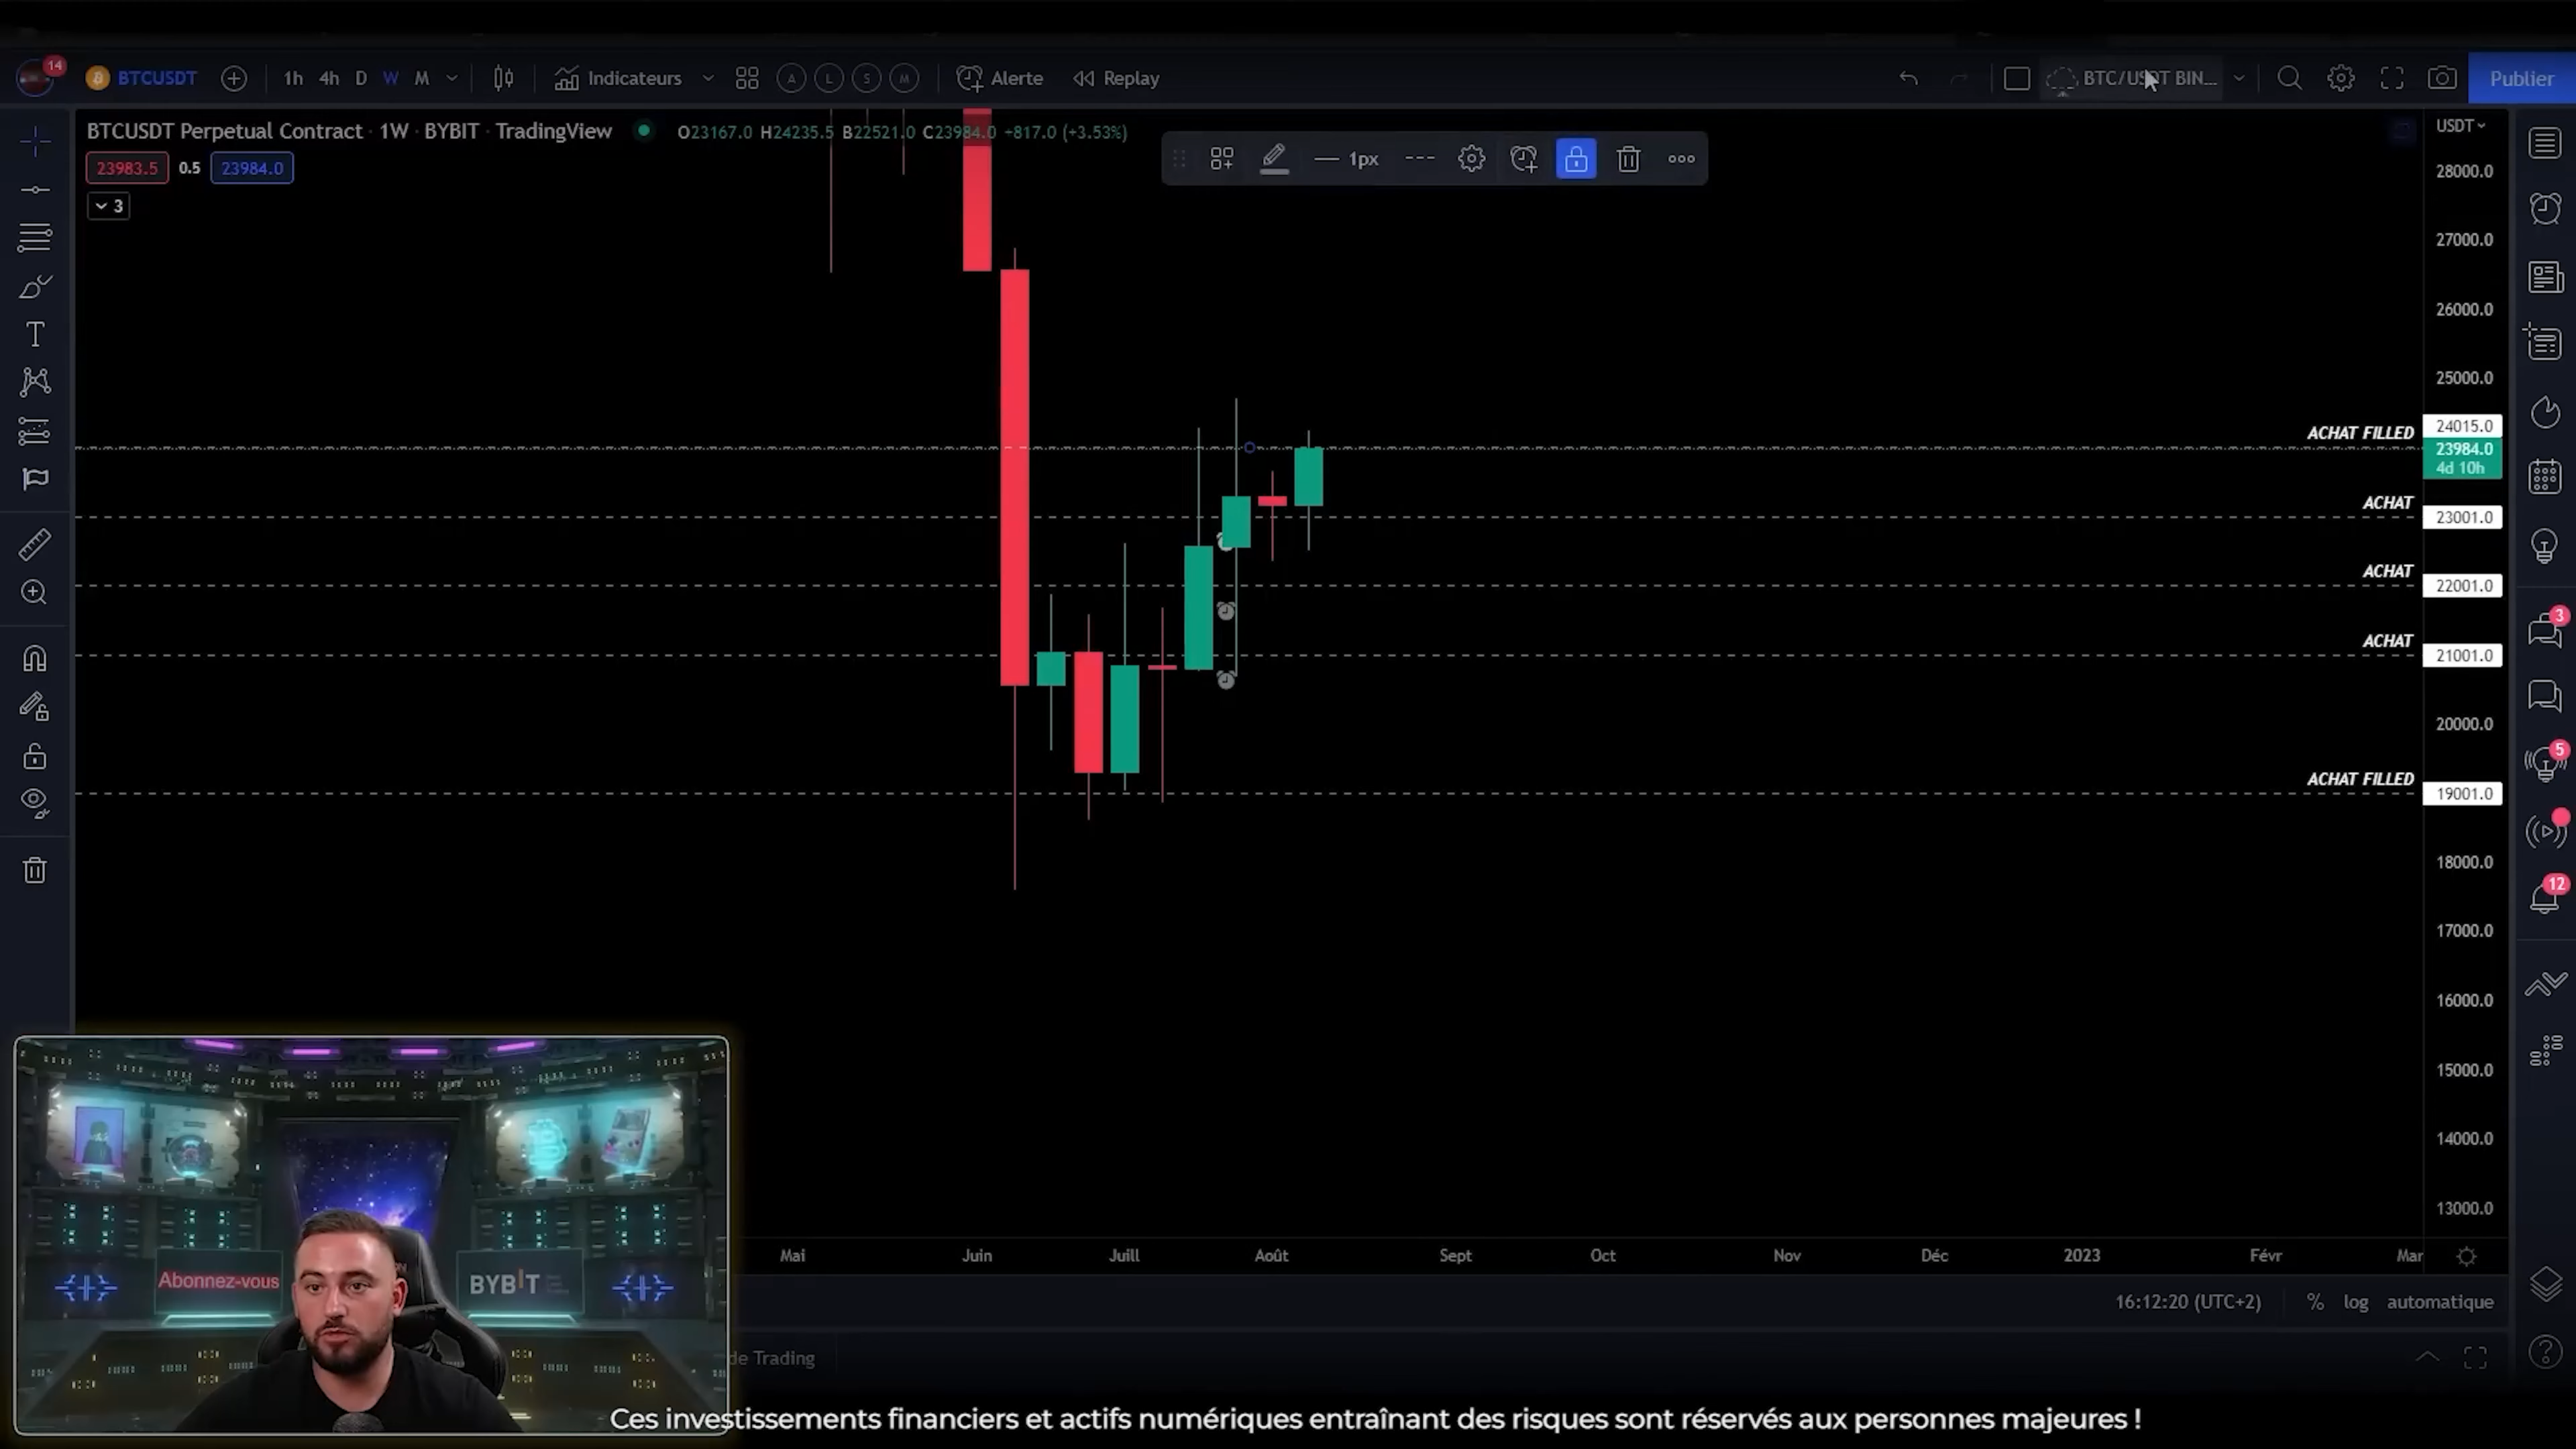 14
BTCUSDT
1h 4h D W M
Indicateurs
A L S M
Alerte
Replay
BTC/USDT BIN...
Publier
BTCUSDT Perpetual Contract · 1W · BYBIT · TradingView
O23167.0 H24235.5 B22521.0 C23984.0 -817.0 (+3.53%)
23983.5 0.5 23984.0
3
1px
USDT
28000.0
27000.0
26000.0
25000.0
ACHAT FILLED 24015.0
23984.0
4d 10h
ACHAT 23001.0
ACHAT 22001.0
ACHAT 21001.0
20000.0
ACHAT FILLED 19001.0
18000.0
17000.0
16000.0
15000.0
14000.0
13000.0
3
5
12
Mai Juin Juill Août Sept Oct Nov Déc 2023 Févr Mar
16:12:20 (UTC+2) % log automatique
de Trading
Abonnez-vous
BYBIT
Ces investissements financiers et actifs numériques entraînant des risques sont réservés aux personnes majeures !